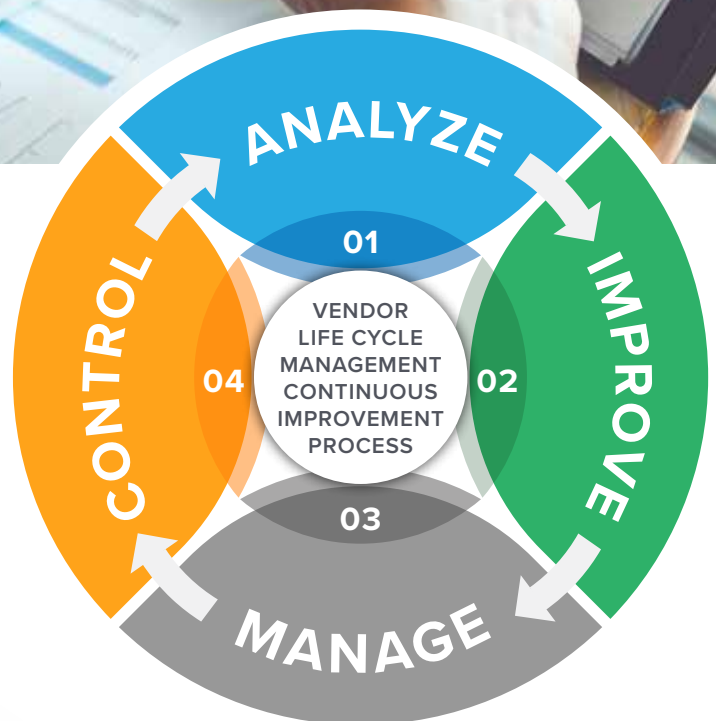 ANALYZE
01
IMPROVE
02
MANAGE
03
CONTROL
04
VENDOR
LIFE CYCLE
MANAGEMENT
CONTINUOUS
IMPROVEMENT
PROCESS